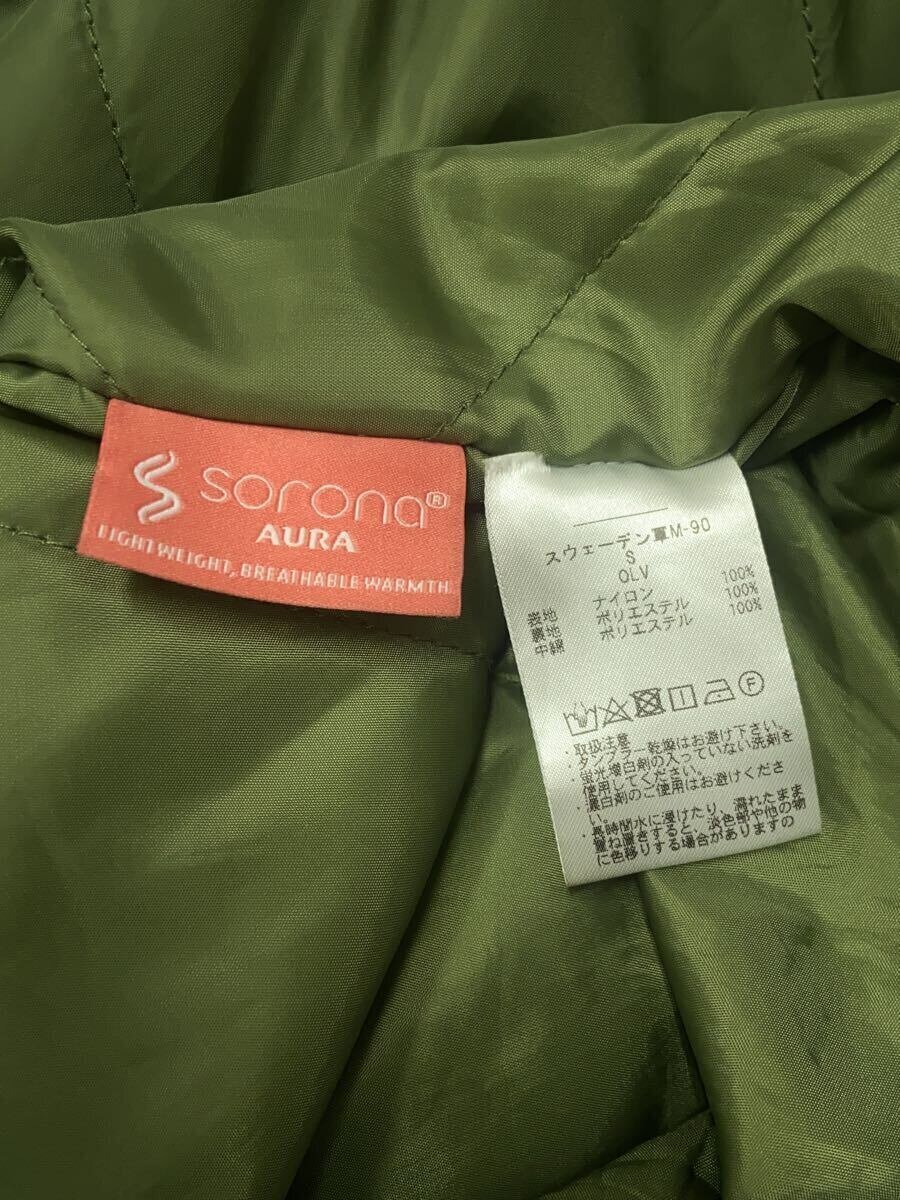 sorona®
AURA
LIGHTWEIGHT, BREATHABLE WARMTH
スウェーデン軍M-90
S
OLV
表地 ナイロン 100%
裏地 ポリエステル 100%
中綿 ポリエステル 100%
F
・取扱注意
・タンブラー乾燥はお避け下さい。
・蛍光増白剤の入っていない洗剤を
使用してください。
・漂白剤のご使用はお避けくださ
い。
・長時間水に浸けたり、濡れたまま
重ね置きすると、淡色部や他の物
に色移りする場合がありますの